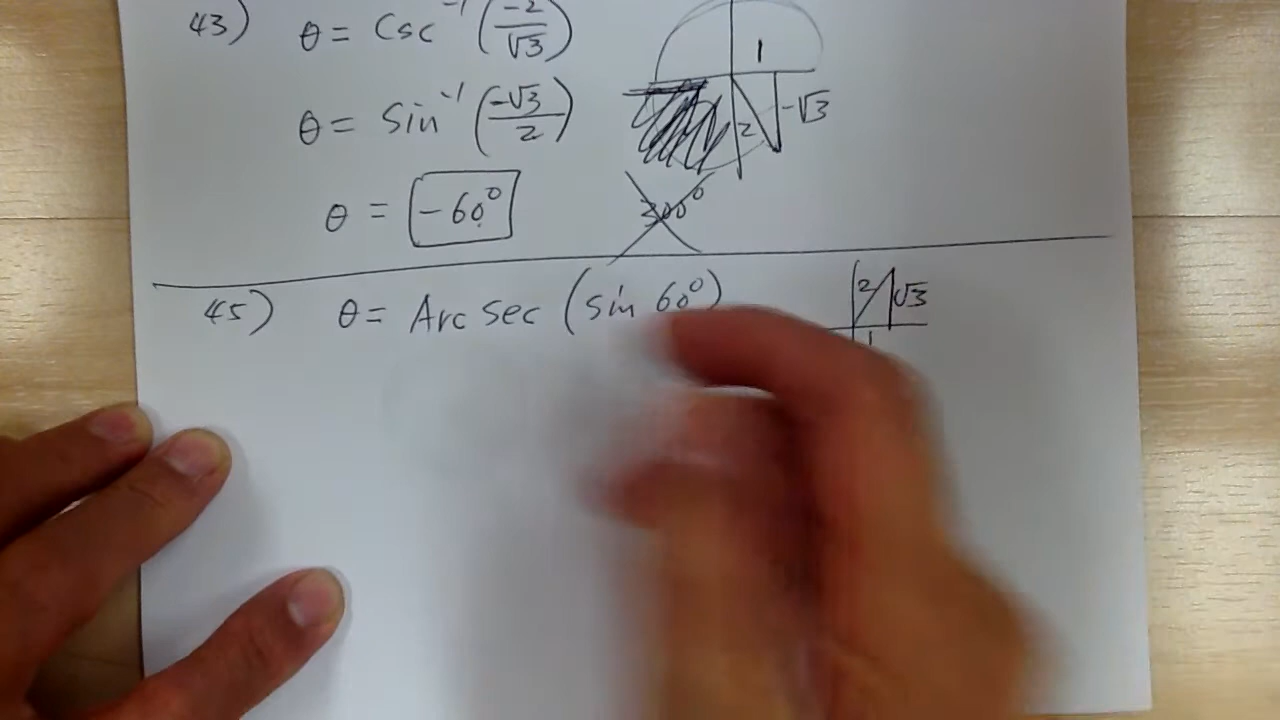 43) θ = Csc⁻¹(-2/√3)
θ = Sin⁻¹(-√3/2)
θ = -60°
1
-√3
2
300°
45) θ = Arc sec (sin 60°)
2
√3
1